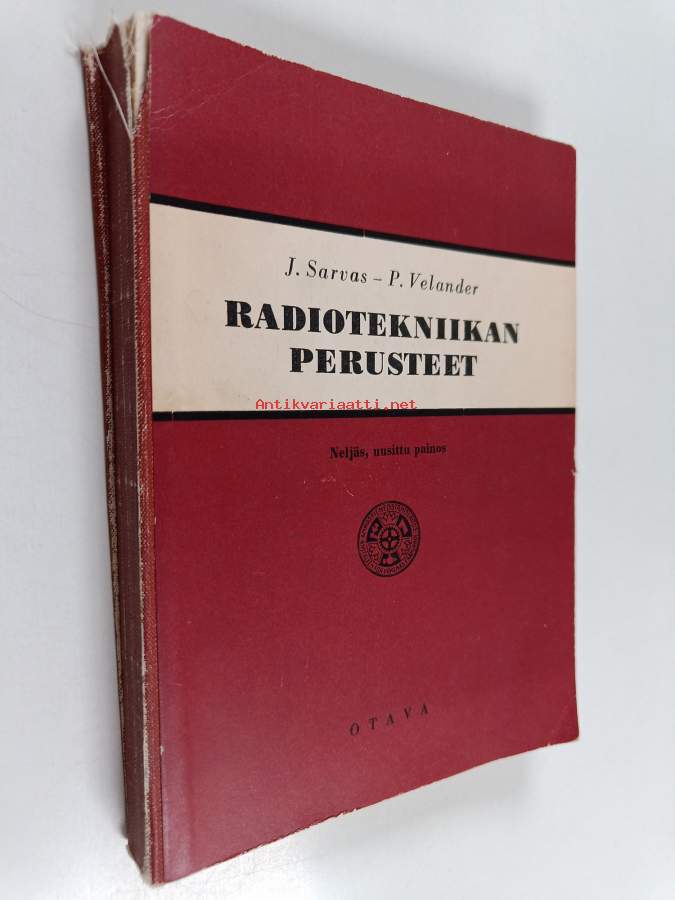 J. Sarvas – P. Velander
RADIOTEKNIIKAN
PERUSTEET
Antikvariaatti.net
Neljäs, uusittu painos
OTAVA